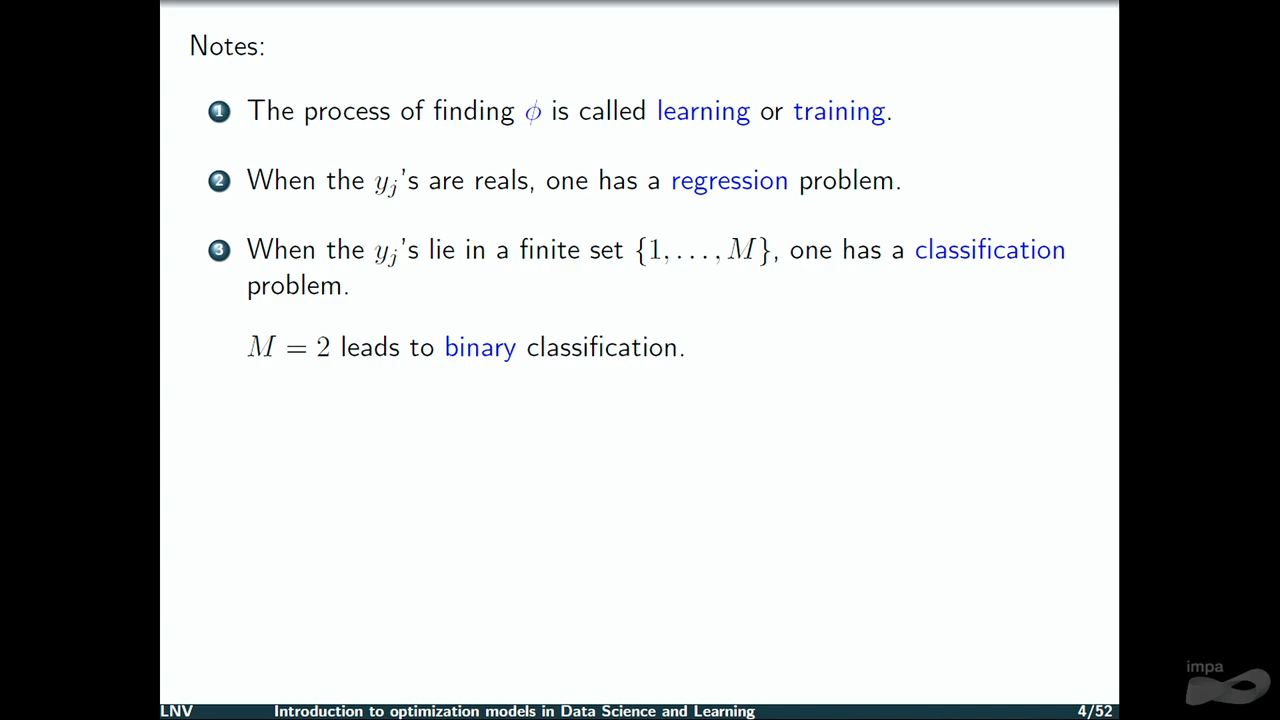 Notes:
1 The process of finding ϕ is called learning or training.
2 When the y_j's are reals, one has a regression problem.
3 When the y_j's lie in a finite set {1, . . . , M}, one has a classification
problem.
M = 2 leads to binary classification.
impa
LNV Introduction to optimization models in Data Science and Learning 4/52